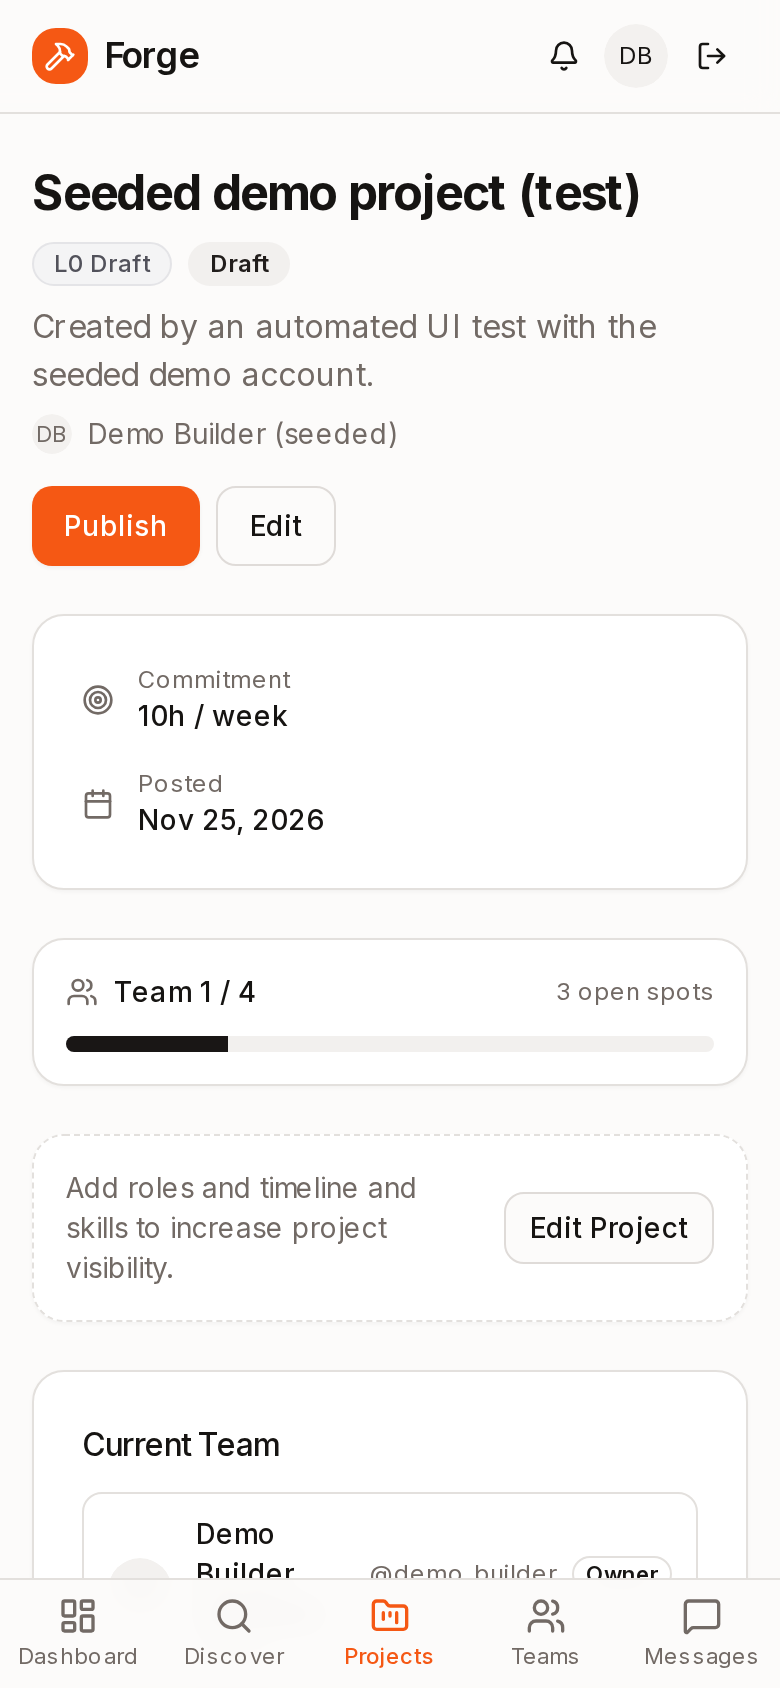 Forge
DB
Seeded demo project (test)
L0 Draft
Draft
Created by an automated UI test with the
seeded demo account.
DB
Demo Builder (seeded)
Publish
Edit
Commitment
10h / week
Posted
Nov 25, 2026
Team 1 / 4
3 open spots
Add roles and timeline and
skills to increase project
visibility.
Edit Project
Current Team
Demo
Builder
@demo_builder
Owner
Dashboard
Discover
Projects
Teams
Messages